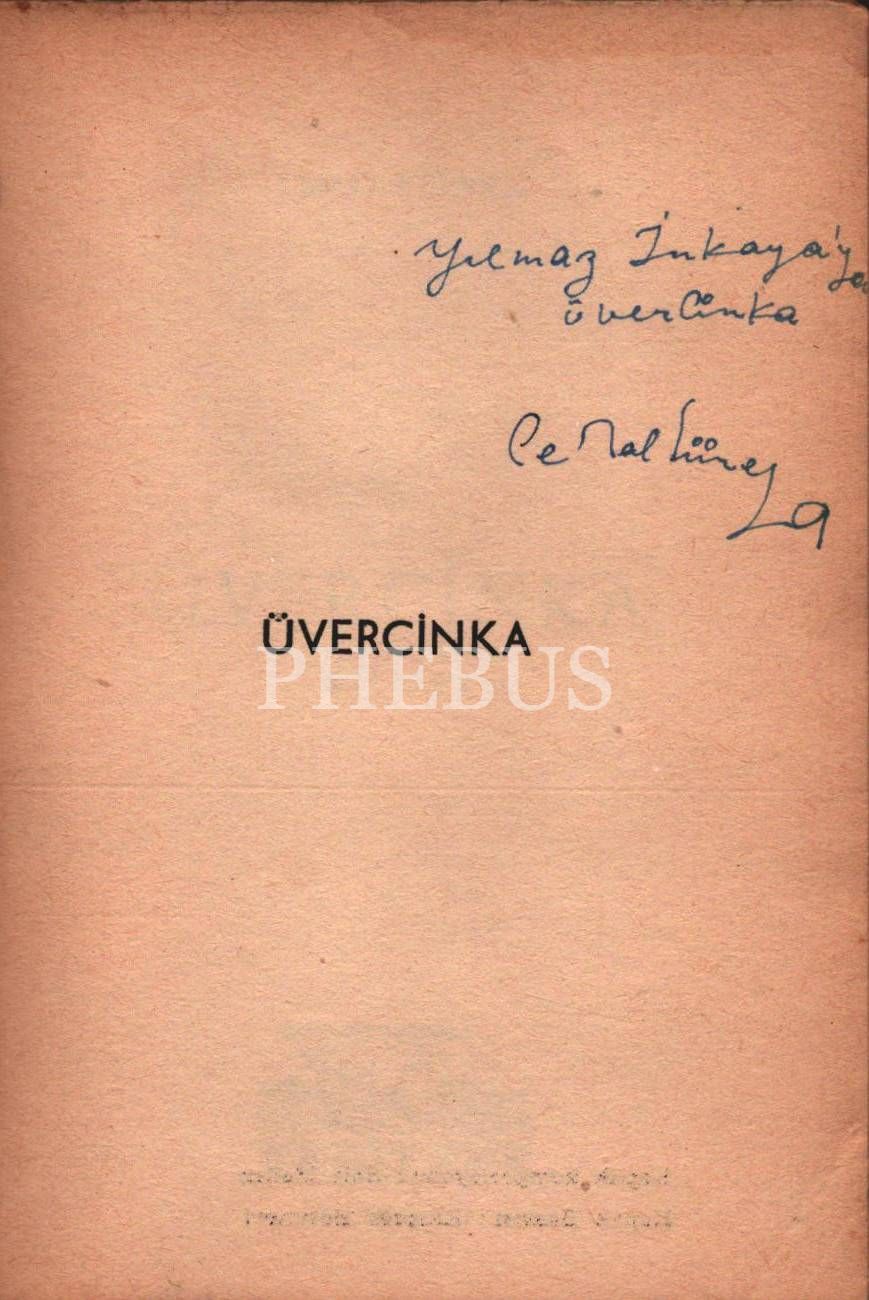 Yılmaz İnkaya'ya
üvercinka
Cemal Süreya
ÜVERCİNKA
PHEBUS